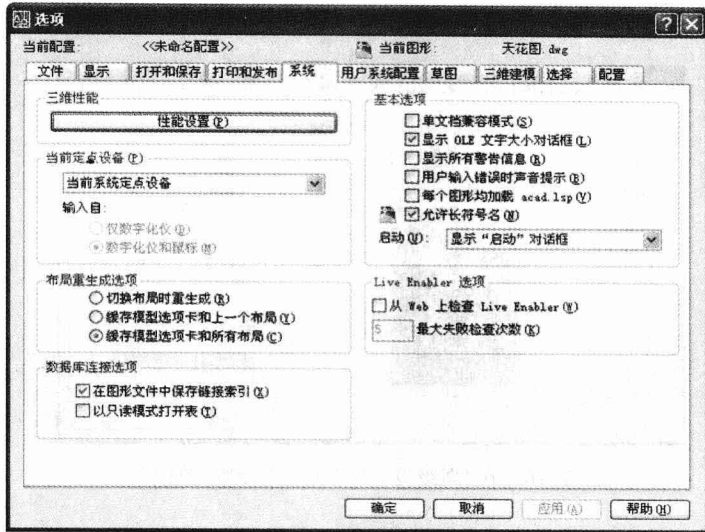 选项
当前配置: <<未命名配置>> 当前图形: 天花图.dwg
文件 显示 打开和保存 打印和发布 系统 用户系统配置 草图 三维建模 选择 配置
三维性能
性能设置(P)
当前定点设备(P)
当前系统定点设备
输入自:
仅数字化仪(D)
数字化仪和鼠标(M)
布局重生成选项
切换布局时重生成(R)
缓存模型选项卡和上一个布局(Y)
缓存模型选项卡和所有布局(C)
数据库连接选项
在图形文件中保存链接索引(X)
以只读模式打开表(T)
基本选项
单文档兼容模式(S)
显示 OLE 文字大小对话框(L)
显示所有警告信息(R)
用户输入错误时声音提示(B)
每个图形均加载 acad.lsp(V)
允许长符号名(N)
启动(U): 显示“启动”对话框
Live Enabler 选项
从 Web 上检查 Live Enabler(W)
5 最大失败检查次数(K)
确定 取消 应用(A) 帮助(H)